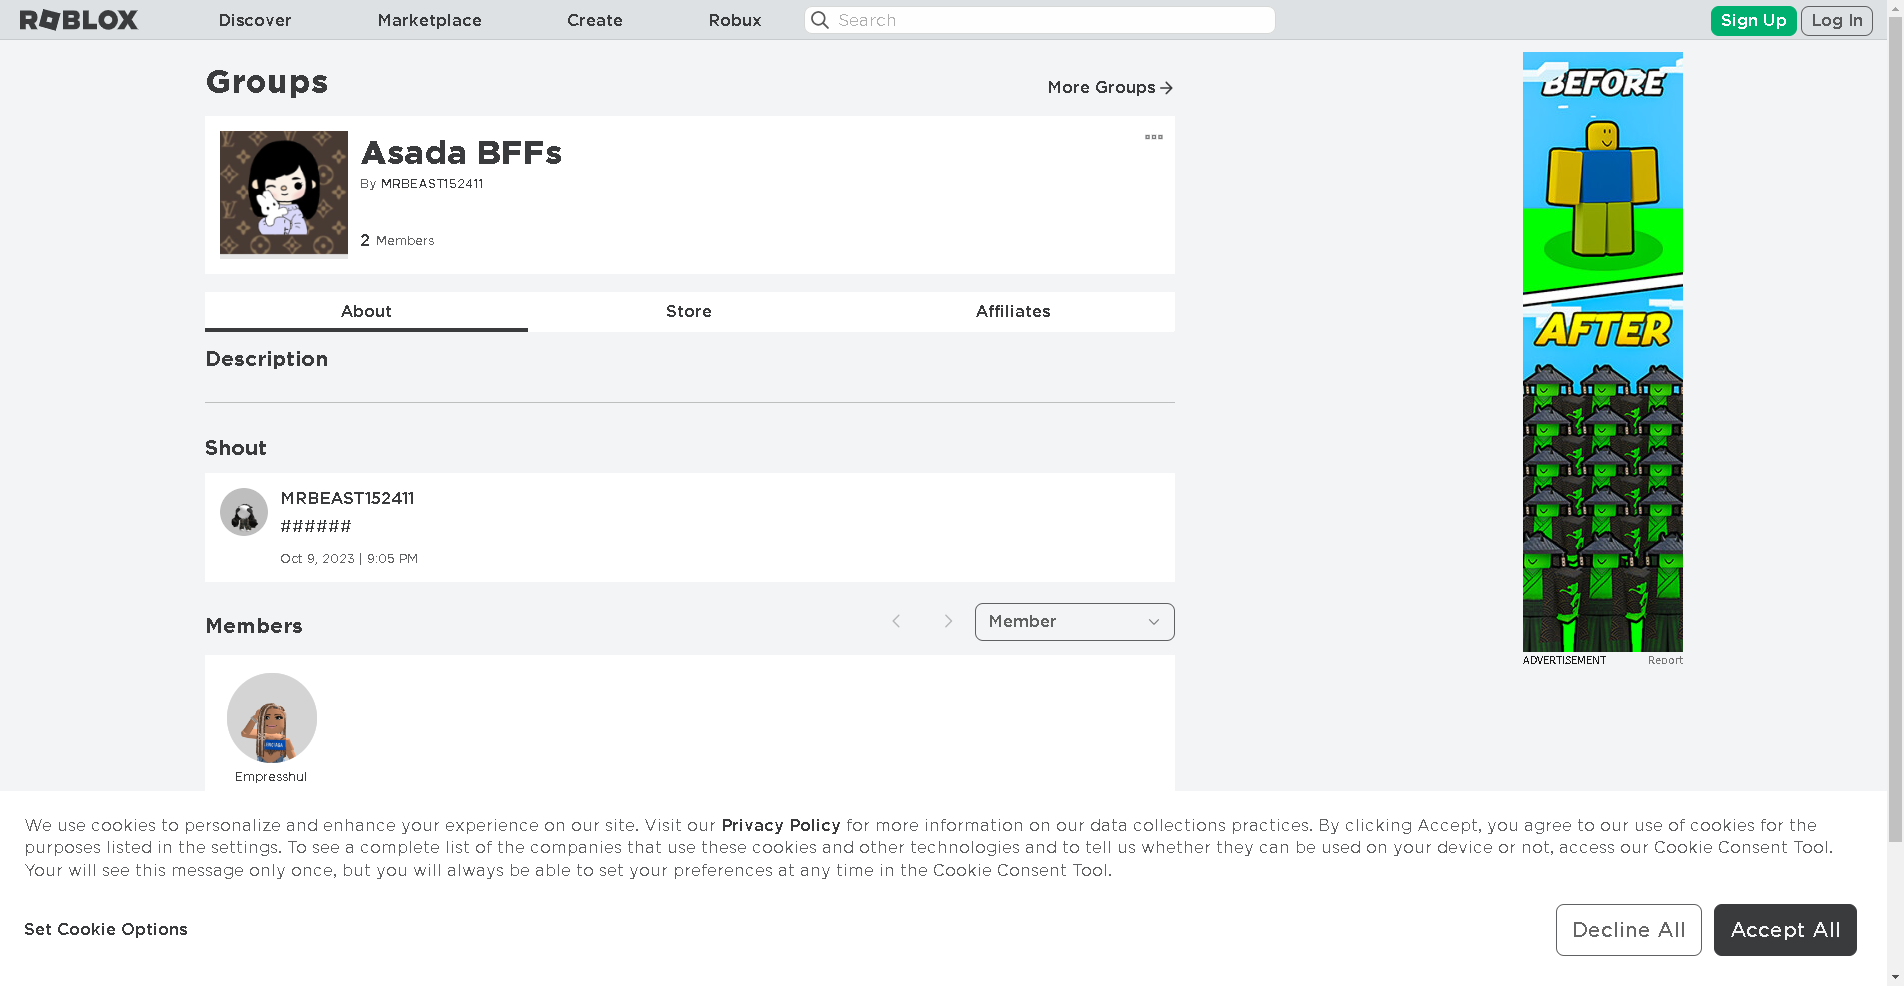 ROBLOX Discover Marketplace Create Robux Search Sign Up Log In
Groups
More Groups
Asada BFFs
By MRBEAST152411
2 Members
About Store Affiliates
Description
Shout
MRBEAST152411
######
Oct 9, 2023 | 9:05 PM
Members
Member
Empresshul
BEFORE
AFTER
ADVERTISEMENT Report
We use cookies to personalize and enhance your experience on our site. Visit our Privacy Policy for more information on our data collections practices. By clicking Accept, you agree to our use of cookies for the
purposes listed in the settings. To see a complete list of the companies that use these cookies and other technologies and to tell us whether they can be used on your device or not, access our Cookie Consent Tool.
Your will see this message only once, but you will always be able to set your preferences at any time in the Cookie Consent Tool.
Set Cookie Options
Decline All Accept All